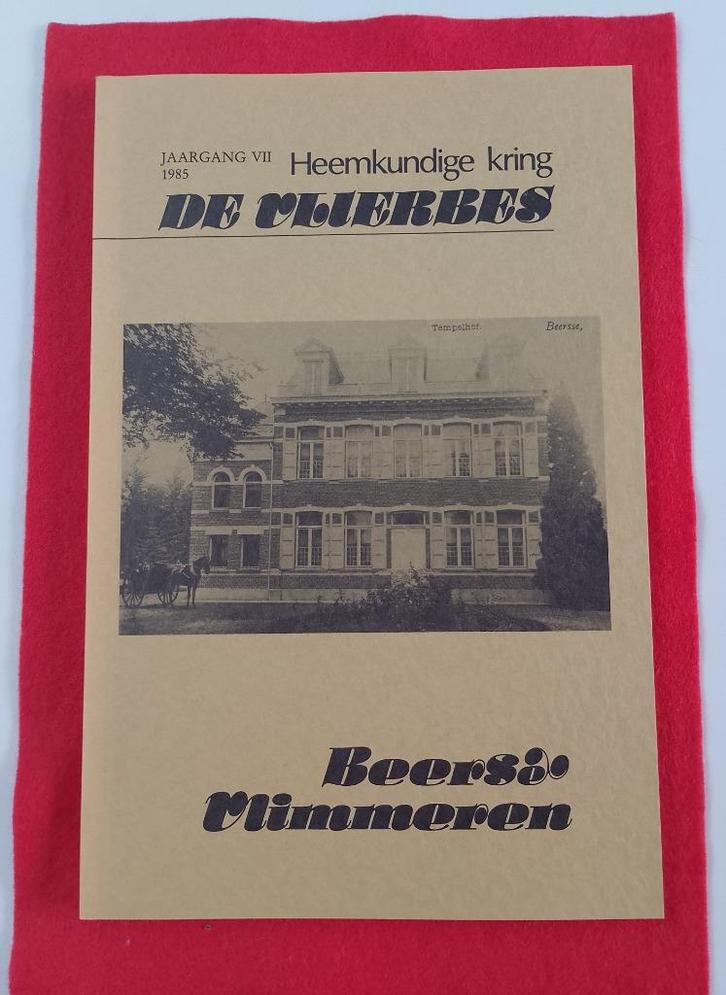 JAARGANG VII
1985
Heemkundige kring
DE VLIERBES
Tempelhof.
Beersse,
Beerse
Vlimmeren